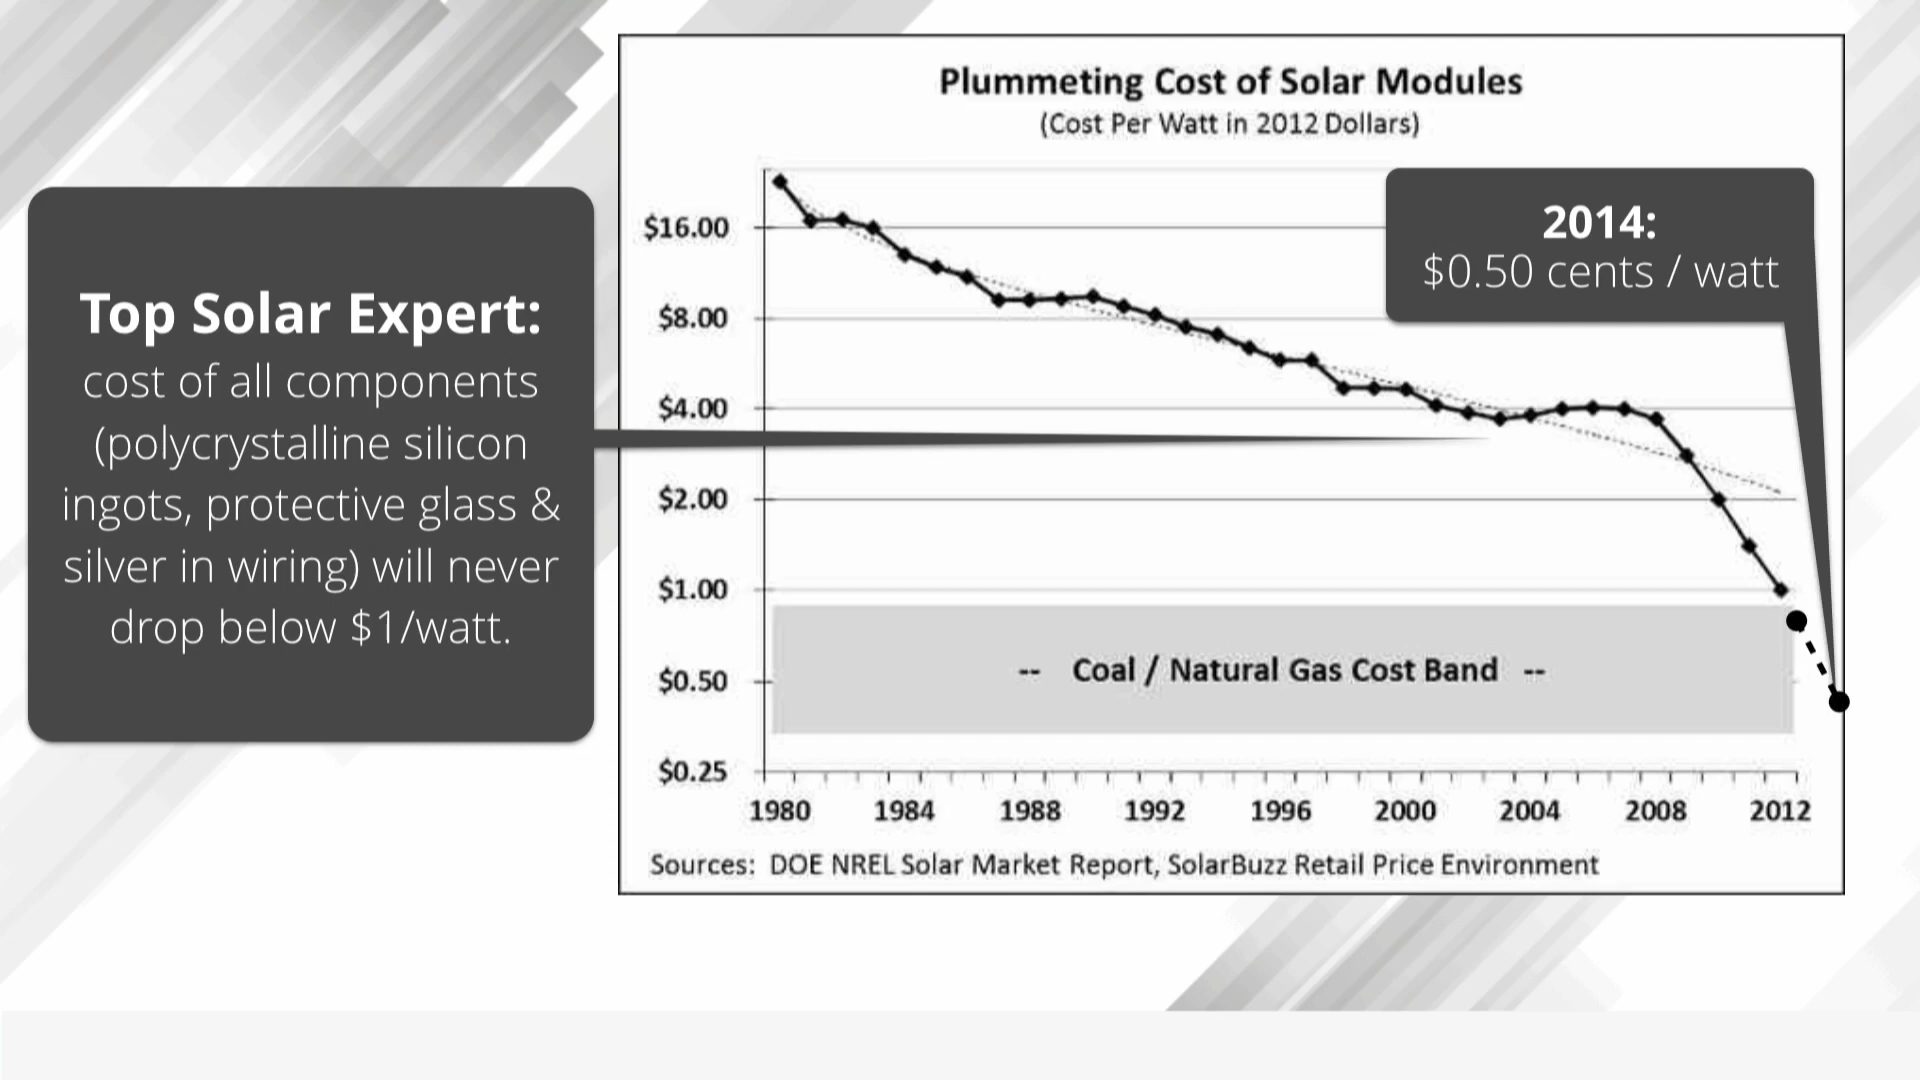 Plummeting Cost of Solar Modules
(Cost Per Watt in 2012 Dollars)
2014:
$0.50 cents / watt
Top Solar Expert:
cost of all components
(polycrystalline silicon
ingots, protective glass &
silver in wiring) will never
drop below $1/watt.
$16.00
$8.00
$4.00
$2.00
$1.00
$0.50
$0.25
-- Coal / Natural Gas Cost Band --
1980 1984 1988 1992 1996 2000 2004 2008 2012
Sources: DOE NREL Solar Market Report, SolarBuzz Retail Price Environment